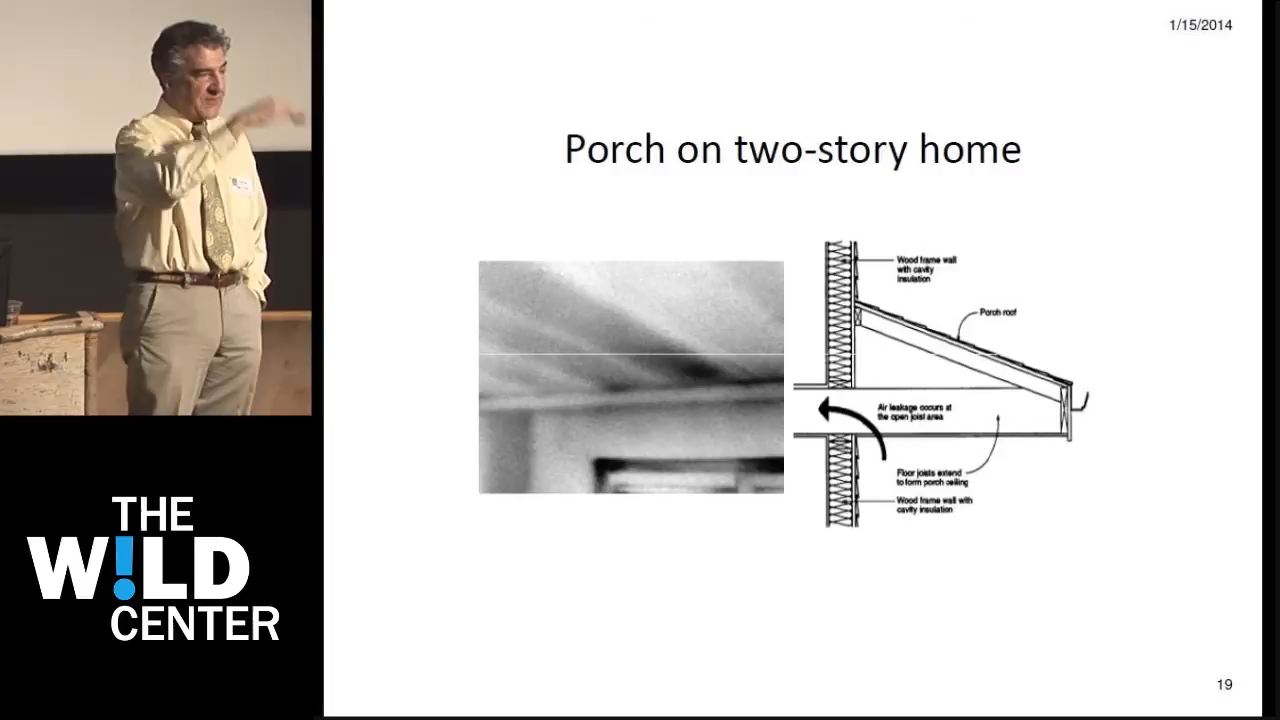 1/15/2014
Porch on two-story home
Wood frame wall
with cavity
insulation
Porch roof
Air leakage occurs at
the open joist area
Floor joists extend
to form porch ceiling
Wood frame wall with
cavity insulation
THE
W!LD
CENTER
19